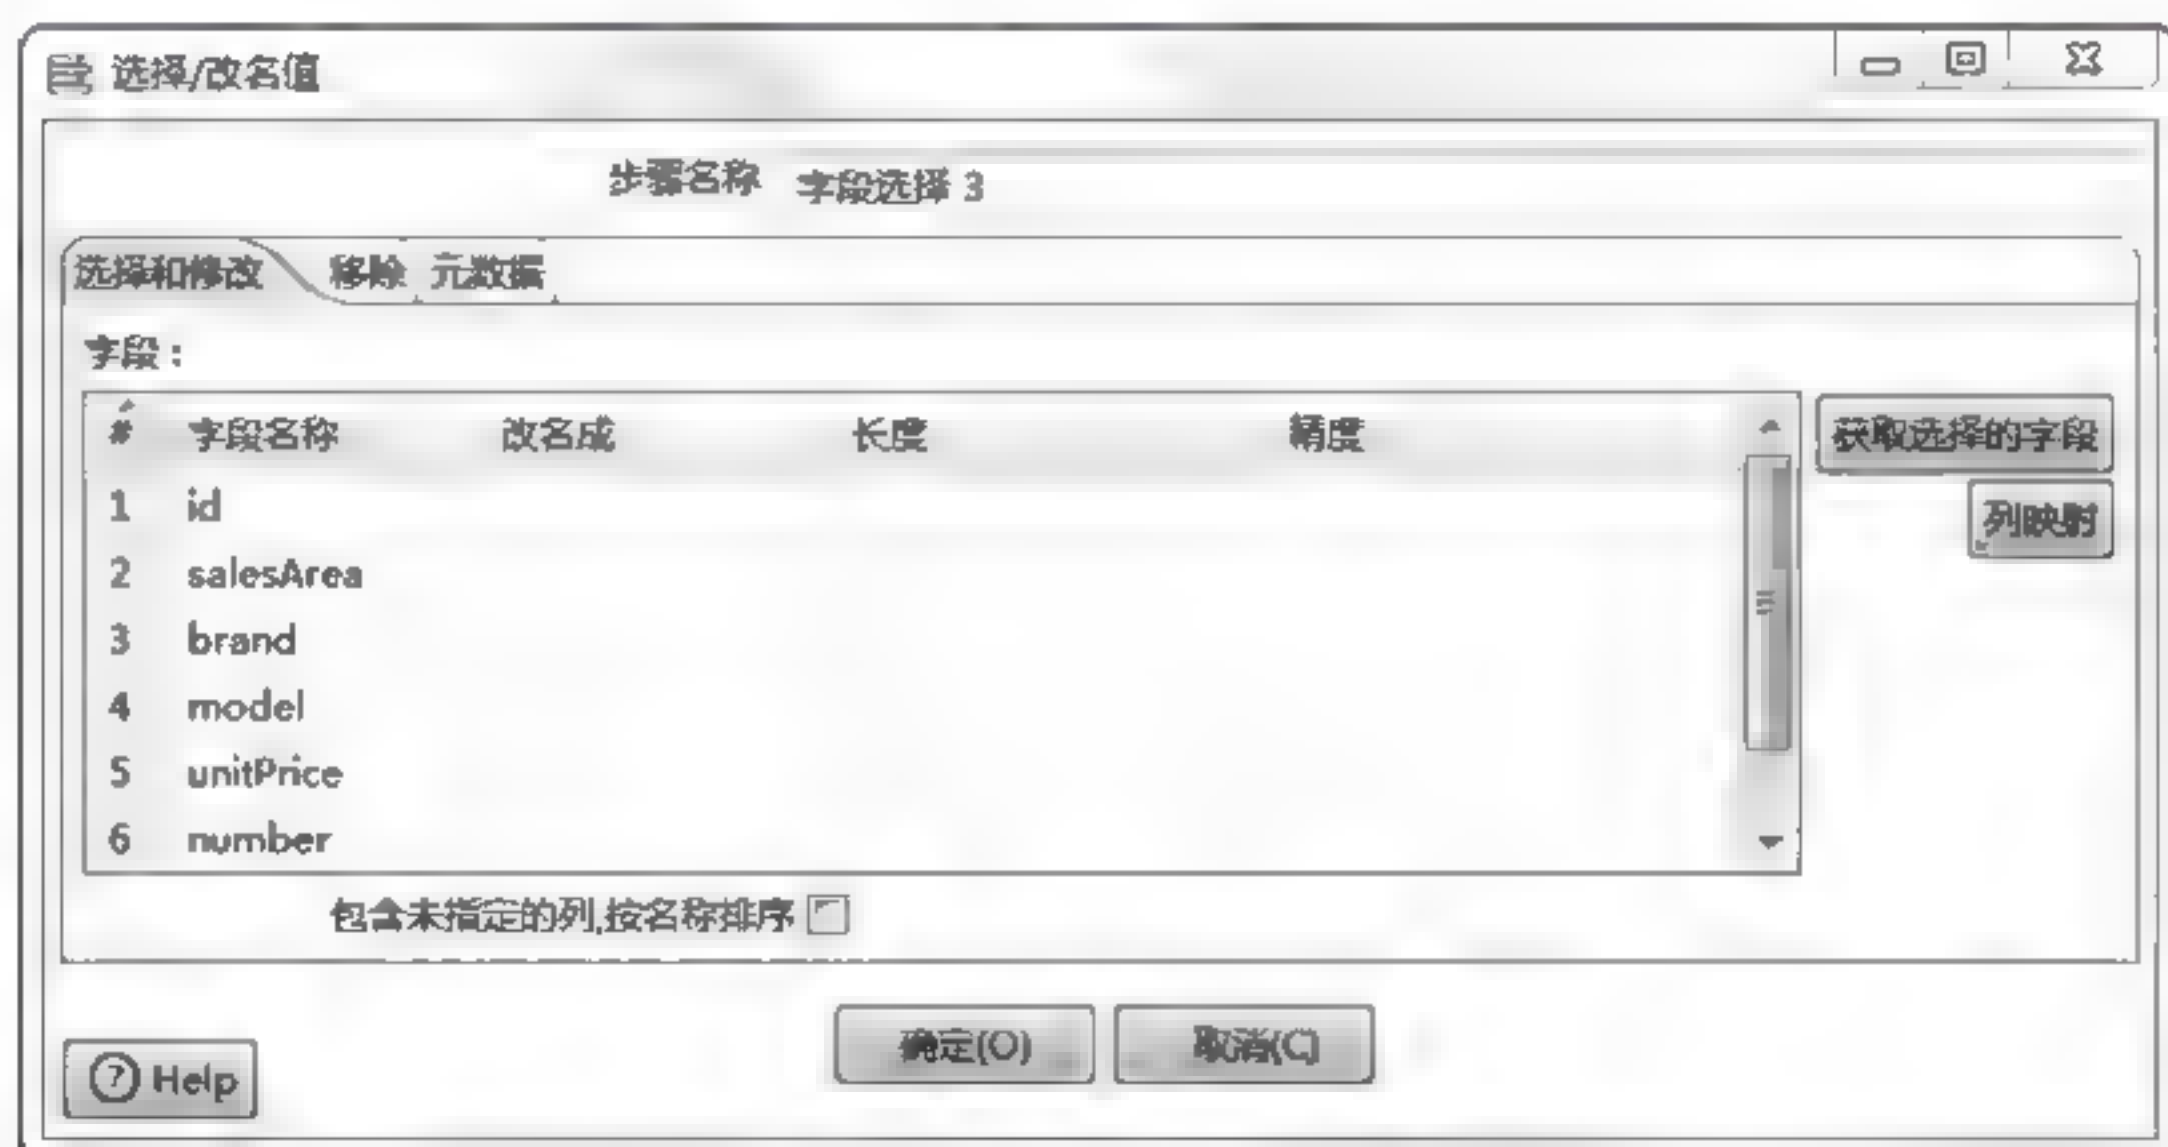 选择/改名值
步骤名称 字段选择 3
选择和修改 移除 元数据
字段：
# 字段名称 改名成 长度 精度
获取选择的字段
列映射
1 id
2 salesArea
3 brand
4 model
5 unitPrice
6 number
包含未指定的列,按名称排序
确定(O) 取消(C)
Help